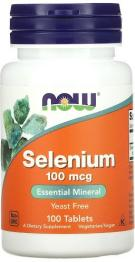 NOW
Selenium
100 mcg
Essential Mineral
Yeast Free
100 Tablets
A Dietary Supplement Vegetarian/Vegan